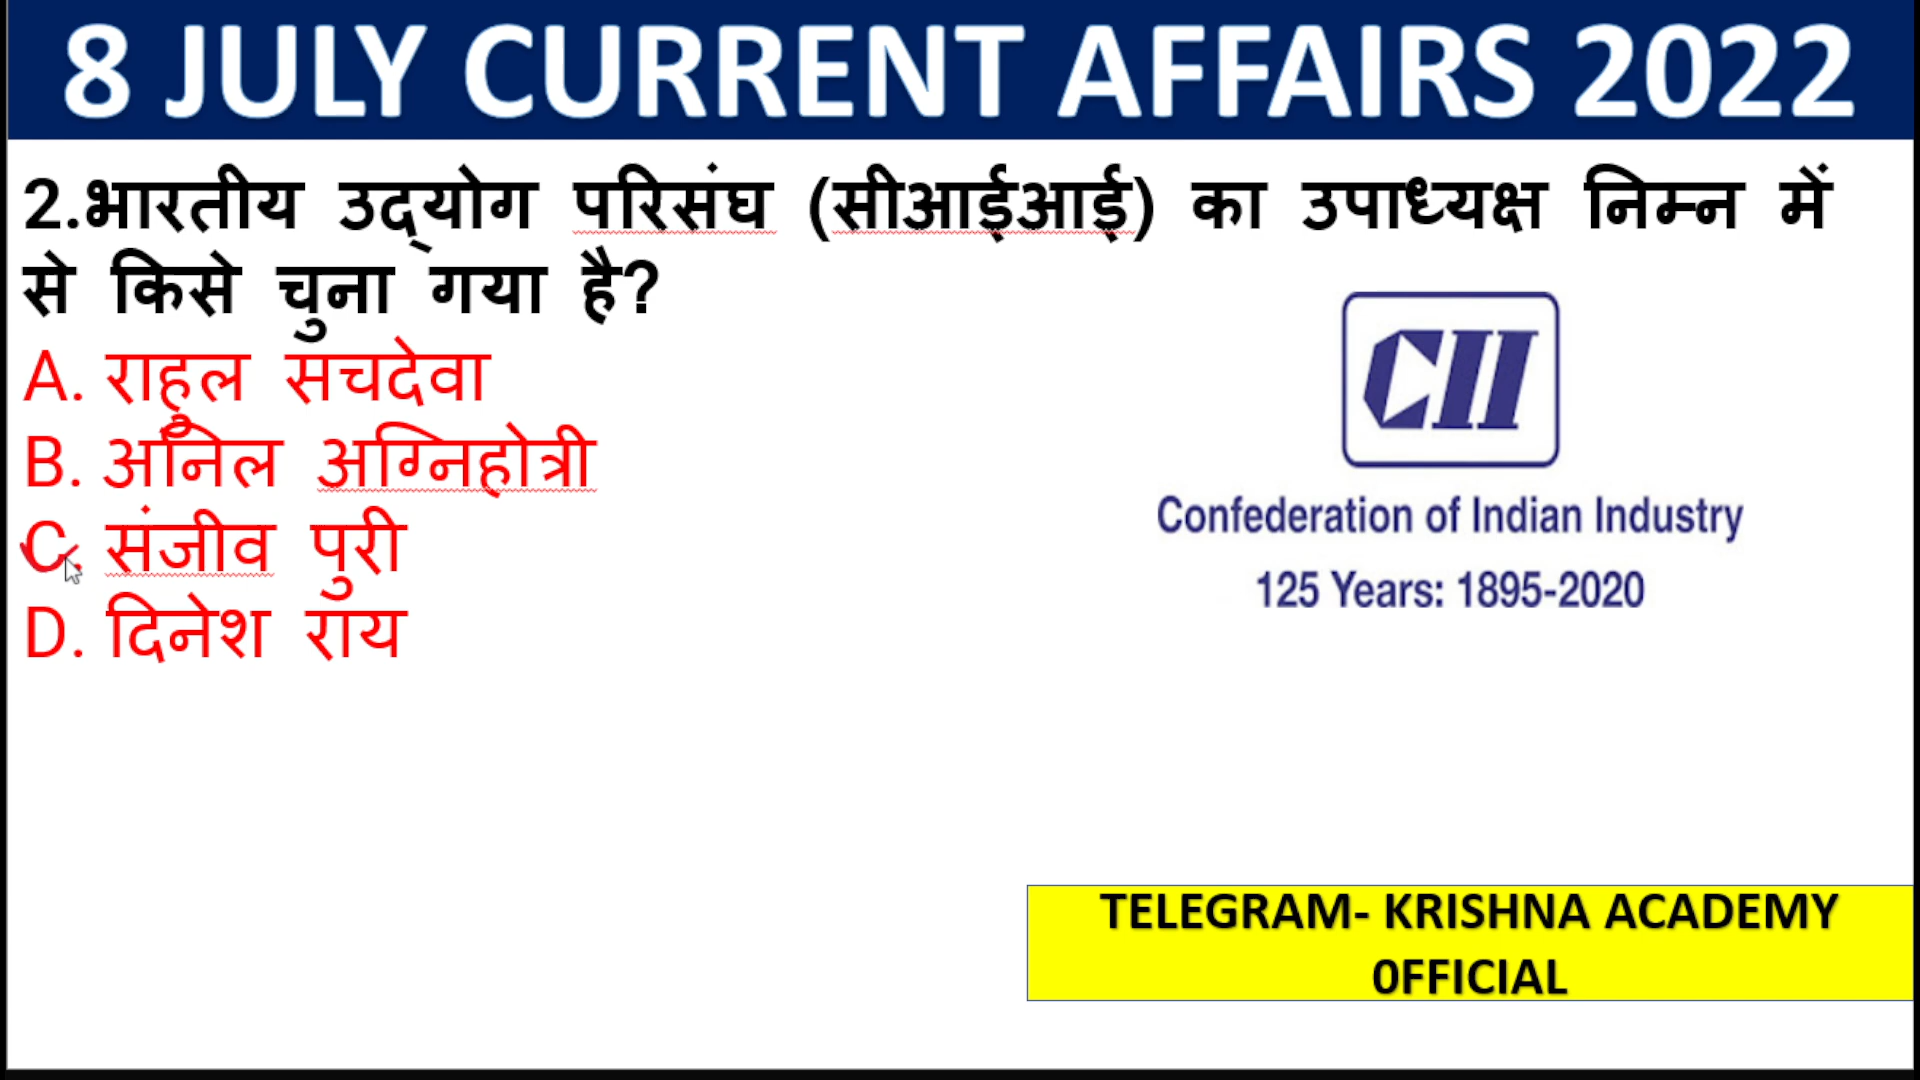 8 JULY CURRENT AFFAIRS 2022
2.भारतीय उद्योग परिसंघ (सीआईआई) का उपाध्यक्ष निम्न में
से किसे चुना गया है?
A. राहुल सचदेवा
B. अनिल अग्निहोत्री
C. संजीव पुरी
D. दिनेश राय
CII
Confederation of Indian Industry
125 Years: 1895-2020
TELEGRAM- KRISHNA ACADEMY
0FFICIAL